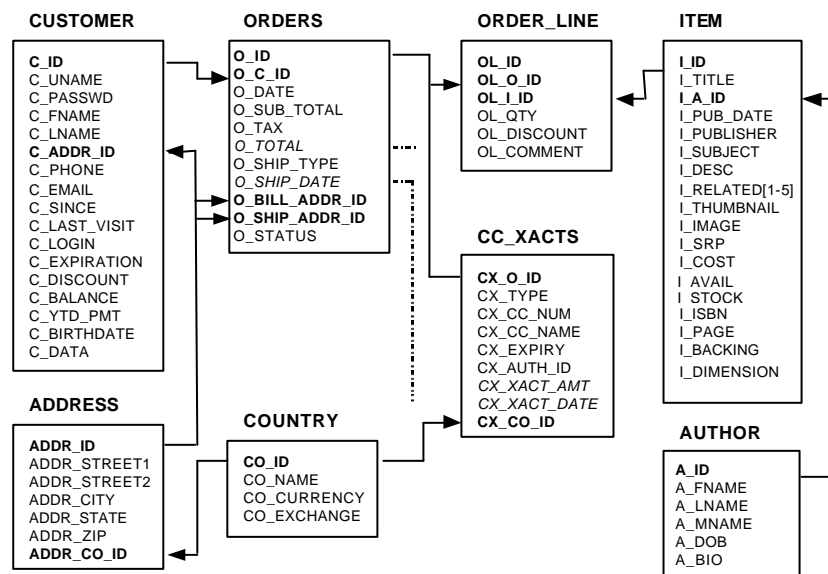 CUSTOMER
C_ID
C_UNAME
C_PASSWD
C_FNAME
C_LNAME
C_ADDR_ID
C_PHONE
C_EMAIL
C_SINCE
C_LAST_VISIT
C_LOGIN
C_EXPIRATION
C_DISCOUNT
C_BALANCE
C_YTD_PMT
C_BIRTHDATE
C_DATA
ORDERS
O_ID
O_C_ID
O_DATE
O_SUB_TOTAL
O_TAX
O_TOTAL
O_SHIP_TYPE
O_SHIP_DATE
O_BILL_ADDR_ID
O_SHIP_ADDR_ID
O_STATUS
ORDER_LINE
OL_ID
OL_O_ID
OL_I_ID
OL_QTY
OL_DISCOUNT
OL_COMMENT
ITEM
I_ID
I_TITLE
I_A_ID
I_PUB_DATE
I_PUBLISHER
I_SUBJECT
I_DESC
I_RELATED[1-5]
I_THUMBNAIL
I_IMAGE
I_SRP
I_COST
I_AVAIL
I_STOCK
I_ISBN
I_PAGE
I_BACKING
I_DIMENSION
CC_XACTS
CX_O_ID
CX_TYPE
CX_CC_NUM
CX_CC_NAME
CX_EXPIRY
CX_AUTH_ID
CX_XACT_AMT
CX_XACT_DATE
CX_CO_ID
ADDRESS
ADDR_ID
ADDR_STREET1
ADDR_STREET2
ADDR_CITY
ADDR_STATE
ADDR_ZIP
ADDR_CO_ID
COUNTRY
CO_ID
CO_NAME
CO_CURRENCY
CO_EXCHANGE
AUTHOR
A_ID
A_FNAME
A_LNAME
A_MNAME
A_DOB
A_BIO